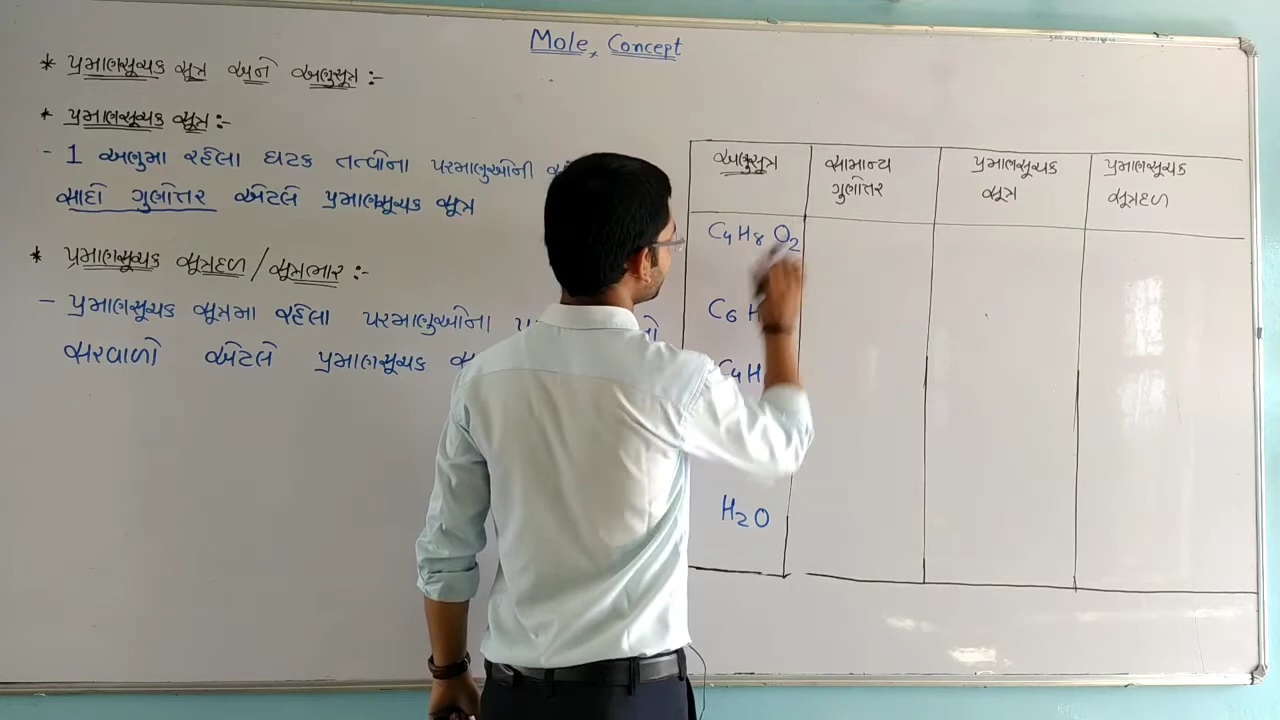 Mole Concept
* પ્રમાણસૂચક સૂત્ર અને અણુસૂત્ર :-
* પ્રમાણસૂચક સૂત્ર :-
- 1 અણુમા રહેલા ઘટક તત્વોના પરમાણુઓની
સાદો ગુણોત્તર એટલે પ્રમાણસૂચક સૂત્ર
* પ્રમાણસૂચક સૂત્રદળ / સૂત્રભાર :-
- પ્રમાણસૂચક સૂત્રમા રહેલા પરમાણુઓના
સરવાળો એટલે પ્રમાણસૂચક
અણુસૂત્ર સામાન્ય ગુણોત્તર પ્રમાણસૂચક સૂત્ર પ્રમાણસૂચક સૂત્રદળ
C4H8O2
C6H
C4H
H2O